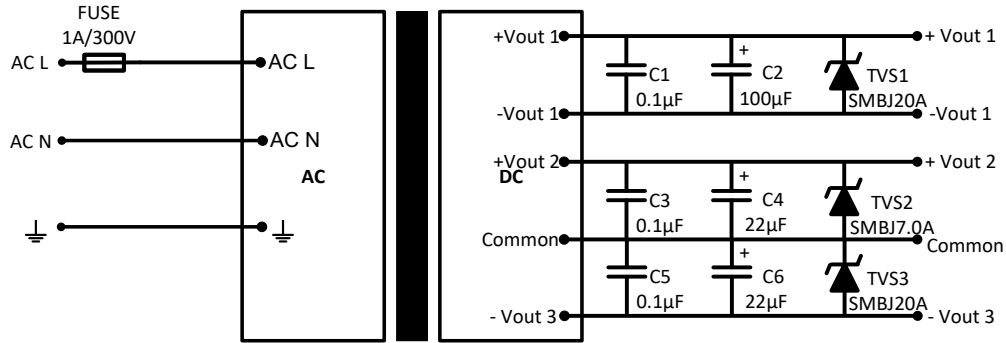 FUSE
1A/300V
AC L
AC L
AC N
AC N
AC
DC
+Vout 1
-Vout 1
+Vout 2
Common
- Vout 3
+
C1
0.1µF
C2
100µF
TVS1
SMBJ20A
+ Vout 1
-Vout 1
+
C3
0.1µF
C4
22µF
TVS2
SMBJ7.0A
+ Vout 2
Common
+
C5
0.1µF
C6
22µF
TVS3
SMBJ20A
- Vout 3